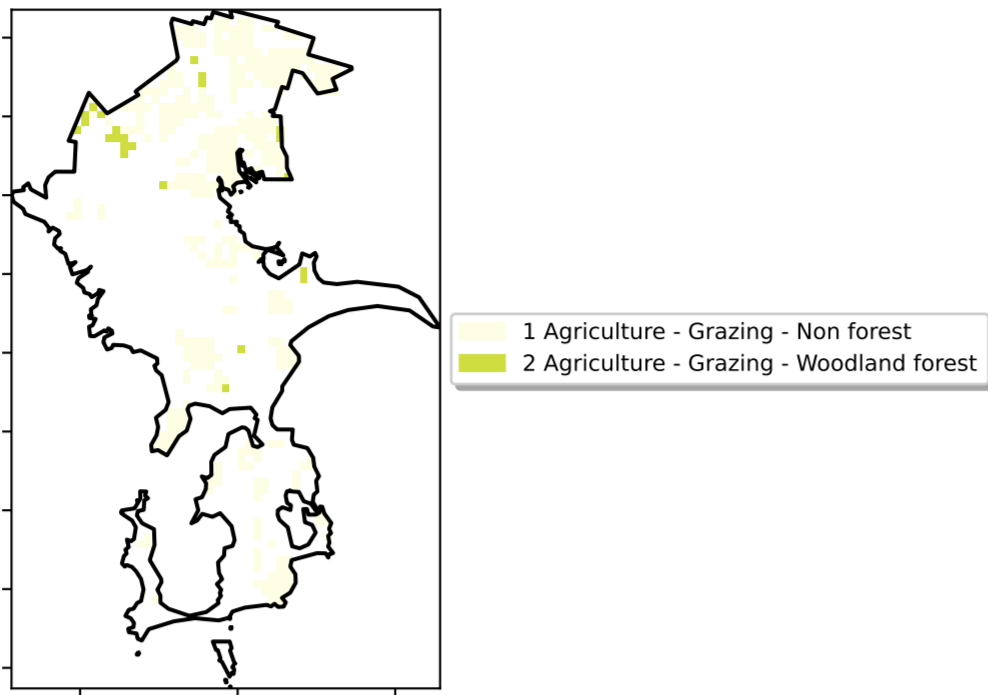 1 Agriculture - Grazing - Non forest
2 Agriculture - Grazing - Woodland forest